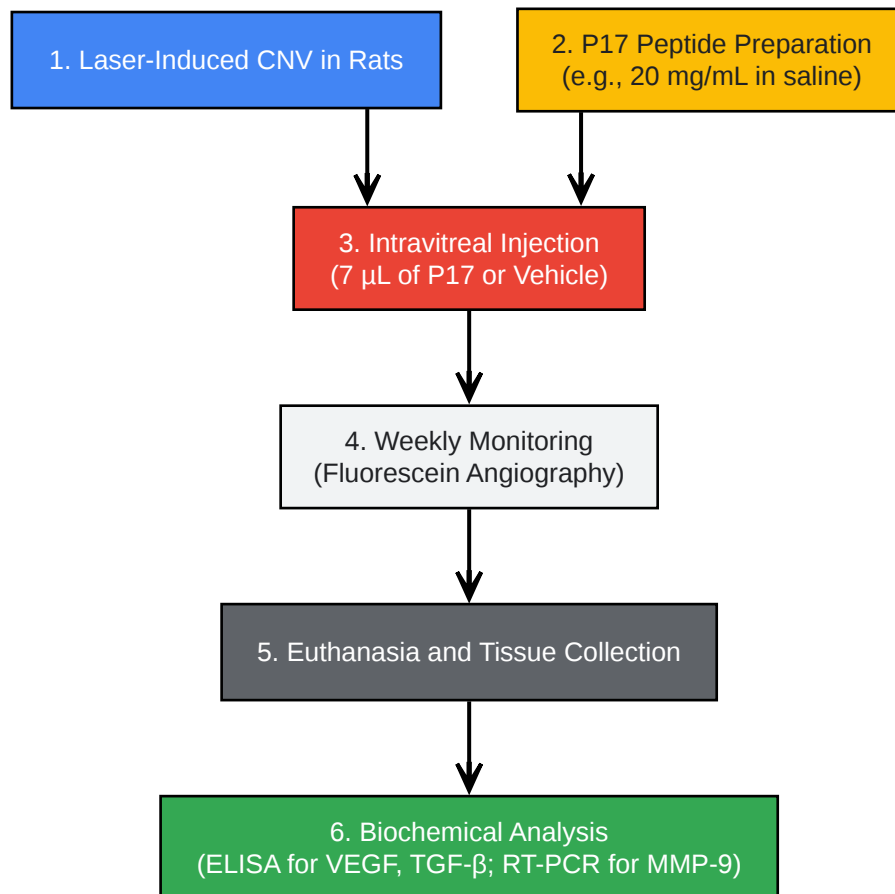 1. Laser-Induced CNV in Rats
2. P17 Peptide Preparation
(e.g., 20 mg/mL in saline)
3. Intravitreal Injection
(7 µL of P17 or Vehicle)
4. Weekly Monitoring
(Fluorescein Angiography)
5. Euthanasia and Tissue Collection
6. Biochemical Analysis
(ELISA for VEGF, TGF-β; RT-PCR for MMP-9)